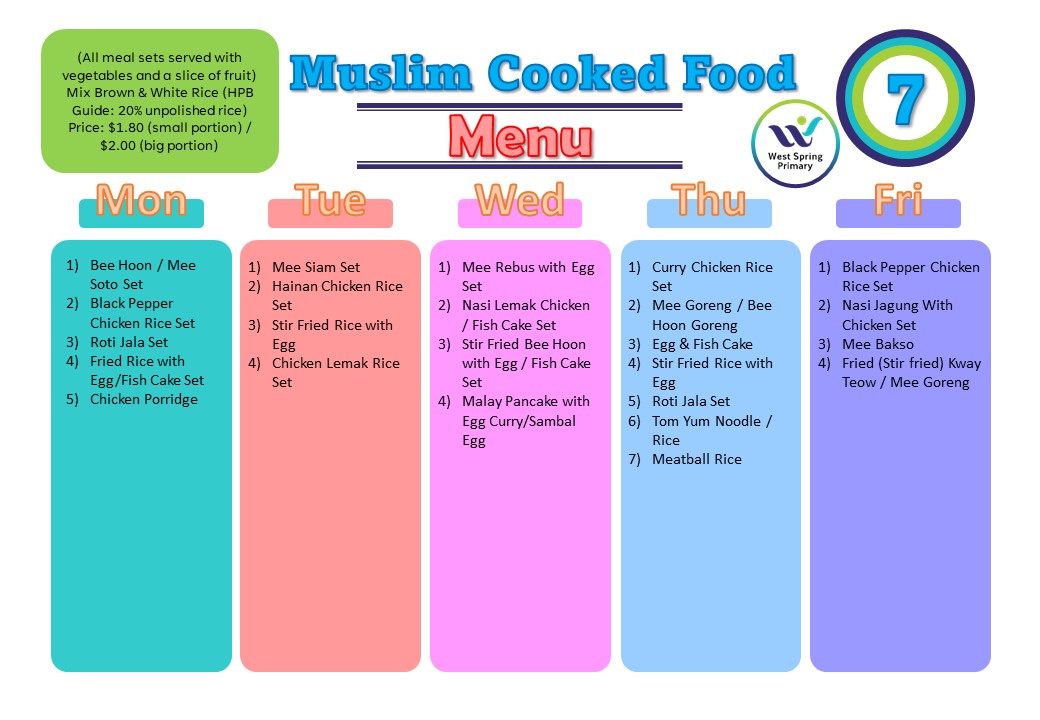 (All meal sets served with
vegetables and a slice of fruit)
Mix Brown & White Rice (HPB
Guide: 20% unpolished rice)
Price: $1.80 (small portion) /
$2.00 (big portion)
Muslim Cooked Food
Menu
7
West Spring
Primary
Mon
1) Bee Hoon / Mee
Soto Set
2) Black Pepper
Chicken Rice Set
3) Roti Jala Set
4) Fried Rice with
Egg/Fish Cake Set
5) Chicken Porridge
Tue
1) Mee Siam Set
2) Hainan Chicken Rice
Set
3) Stir Fried Rice with
Egg
4) Chicken Lemak Rice
Set
Wed
1) Mee Rebus with Egg
Set
2) Nasi Lemak Chicken
/ Fish Cake Set
3) Stir Fried Bee Hoon
with Egg / Fish Cake
Set
4) Malay Pancake with
Egg Curry/Sambal
Egg
Thu
1) Curry Chicken Rice
Set
2) Mee Goreng / Bee
Hoon Goreng
3) Egg & Fish Cake
4) Stir Fried Rice with
Egg
5) Roti Jala Set
6) Tom Yum Noodle /
Rice
7) Meatball Rice
Fri
1) Black Pepper Chicken
Rice Set
2) Nasi Jagung With
Chicken Set
3) Mee Bakso
4) Fried (Stir fried) Kway
Teow / Mee Goreng